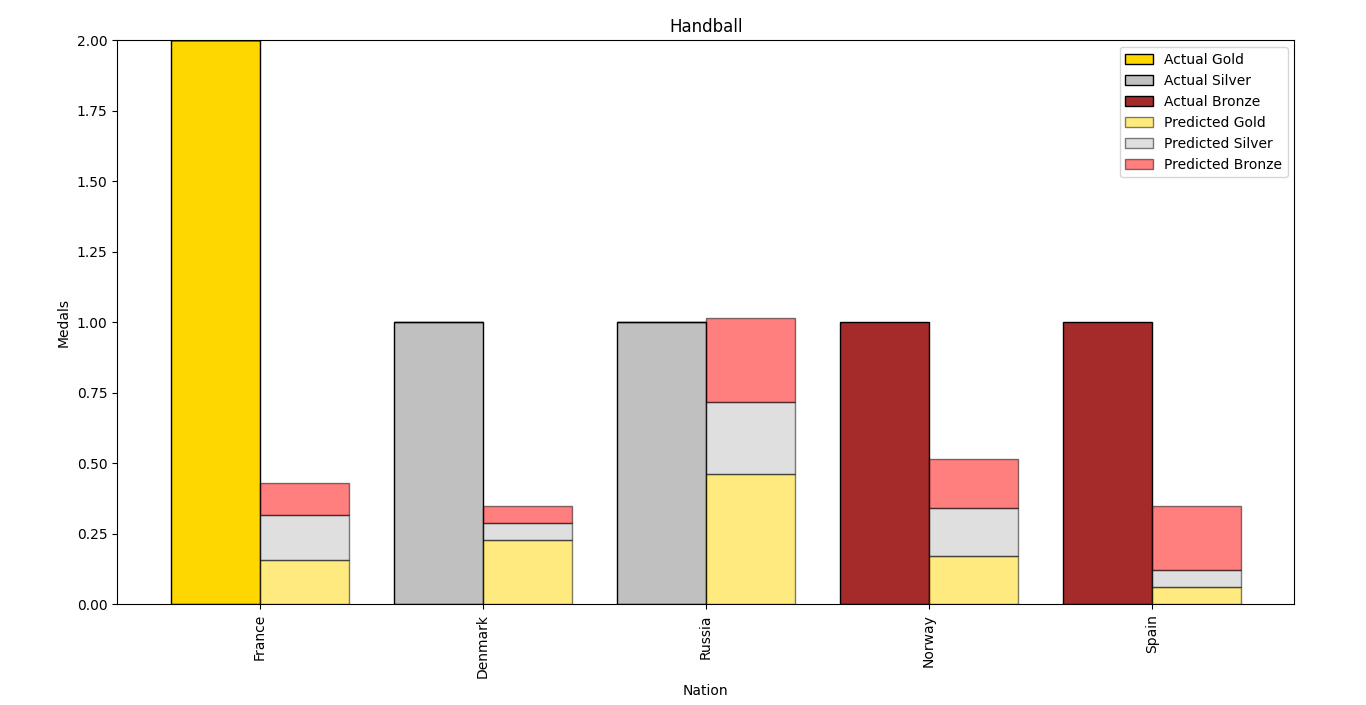 Handball
2.00
1.75
1.50
1.25
1.00
0.75
0.50
0.25
0.00
Medals
Actual Gold
Actual Silver
Actual Bronze
Predicted Gold
Predicted Silver
Predicted Bronze
France
Denmark
Russia
Norway
Spain
Nation